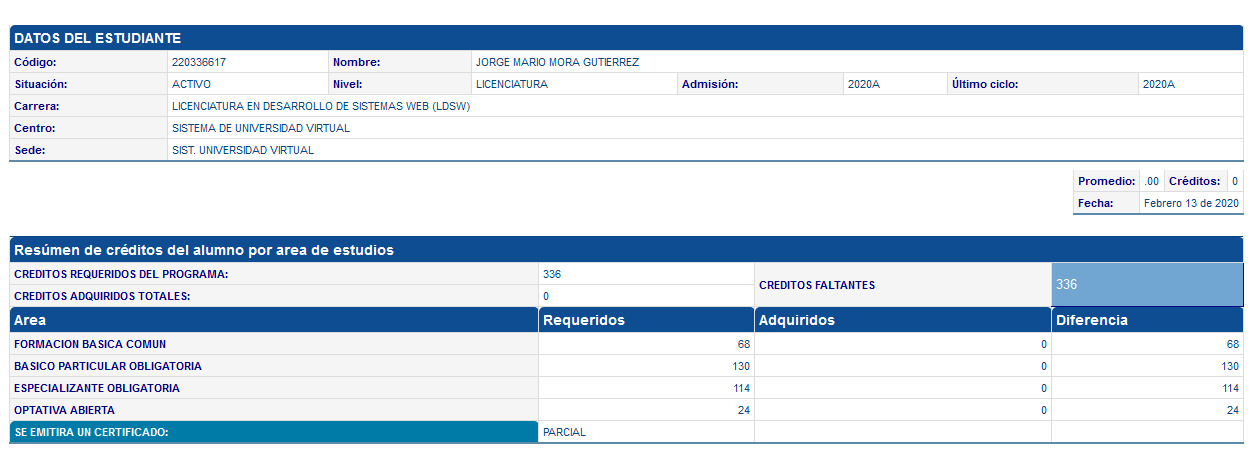 DATOS DEL ESTUDIANTE
Código: 220336617 Nombre: JORGE MARIO MORA GUTIERREZ
Situación: ACTIVO Nivel: LICENCIATURA Admisión: 2020A Último ciclo: 2020A
Carrera: LICENCIATURA EN DESARROLLO DE SISTEMAS WEB (LDSW)
Centro: SISTEMA DE UNIVERSIDAD VIRTUAL
Sede: SIST. UNIVERSIDAD VIRTUAL
Promedio: .00 Créditos: 0
Fecha: Febrero 13 de 2020
Resúmen de créditos del alumno por area de estudios
CREDITOS REQUERIDOS DEL PROGRAMA: 336
CREDITOS FALTANTES 336
CREDITOS ADQUIRIDOS TOTALES: 0
Area Requeridos Adquiridos Diferencia
FORMACION BASICA COMUN 68 0 68
BASICO PARTICULAR OBLIGATORIA 130 0 130
ESPECIALIZANTE OBLIGATORIA 114 0 114
OPTATIVA ABIERTA 24 0 24
SE EMITIRA UN CERTIFICADO: PARCIAL